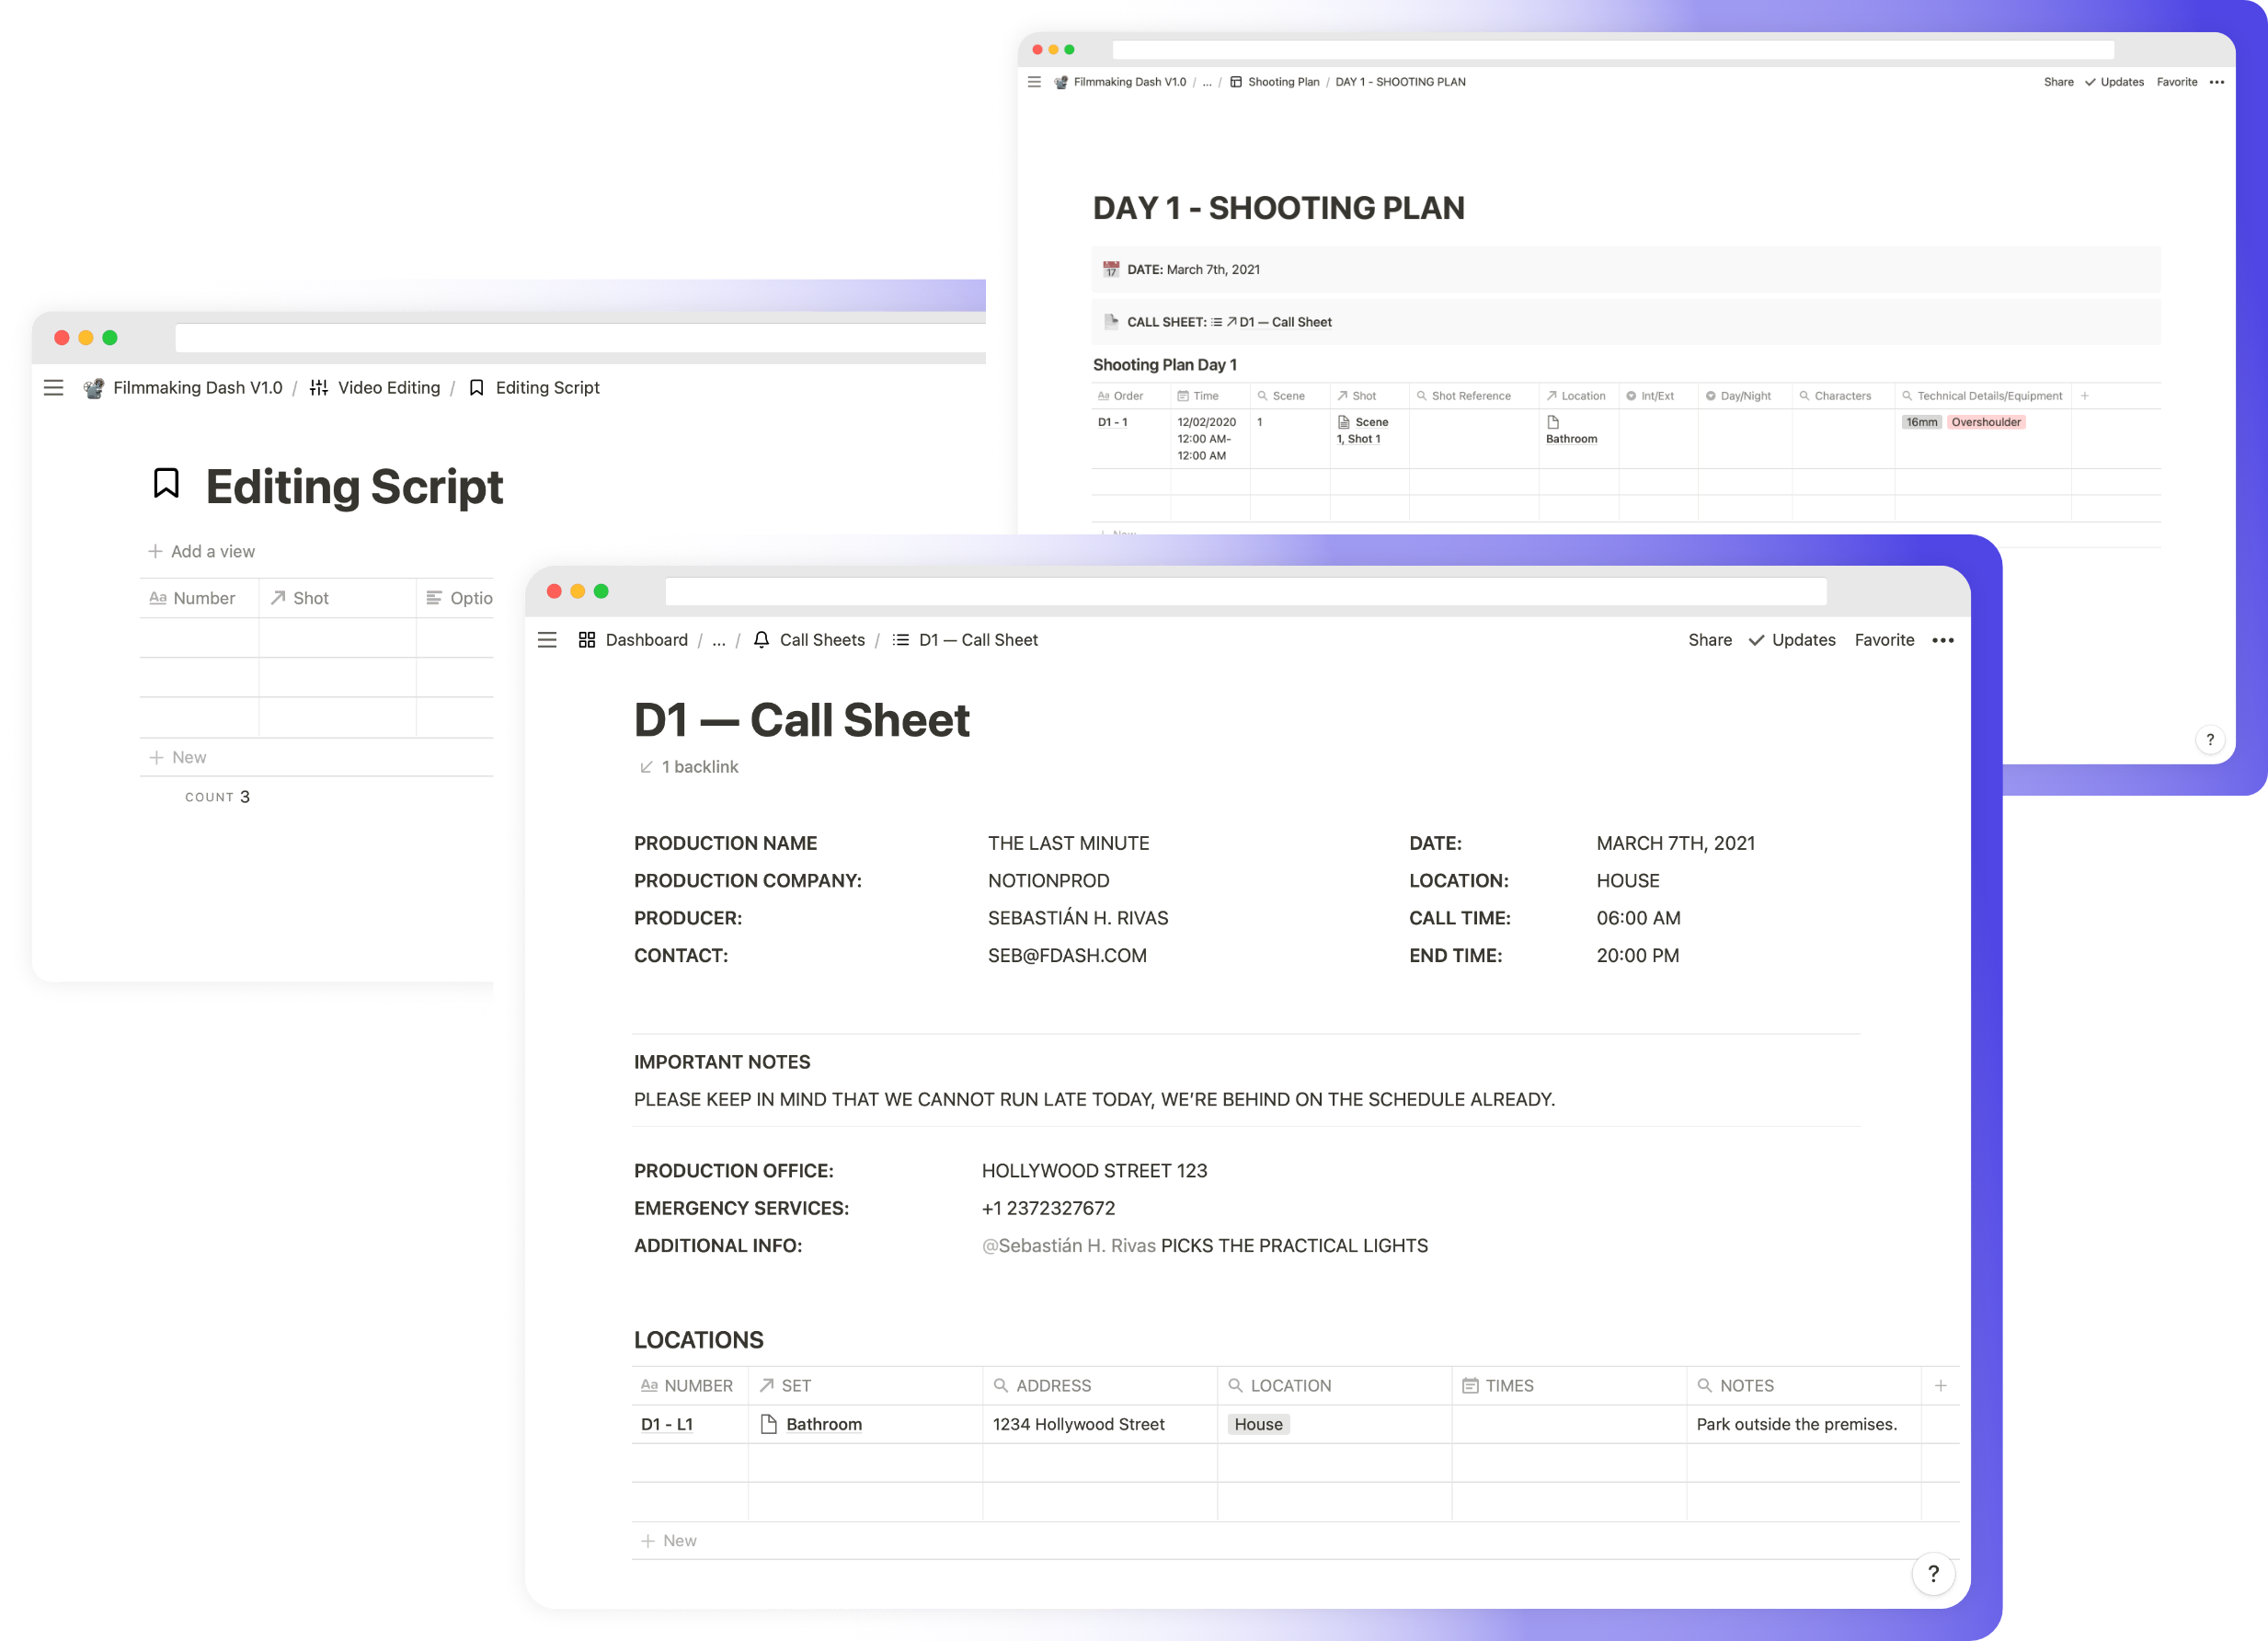 Filmmaking Dash V1.0 / ... / Shooting Plan / DAY 1 - SHOOTING PLAN
Share Updates Favorite •••
DAY 1 - SHOOTING PLAN
17 DATE: March 7th, 2021
CALL SHEET: D1 — Call Sheet
Shooting Plan Day 1
Aa Order Time Scene Shot Shot Reference Location Int/Ext Day/Night Characters Technical Details/Equipment +
D1 - 1 12/02/2020 1 Scene 16mm Overshoulder
12:00 AM- 1, Shot 1 Bathroom
12:00 AM
+ New
?
Filmmaking Dash V1.0 / Video Editing / Editing Script
Editing Script
+ Add a view
Aa Number Shot Optio
+ New
COUNT 3
Dashboard / ... / Call Sheets / D1 — Call Sheet
Share Updates Favorite •••
D1 — Call Sheet
1 backlink
PRODUCTION NAME THE LAST MINUTE DATE: MARCH 7TH, 2021
PRODUCTION COMPANY: NOTIONPROD LOCATION: HOUSE
PRODUCER: SEBASTIÁN H. RIVAS CALL TIME: 06:00 AM
CONTACT: SEB@FDASH.COM END TIME: 20:00 PM
IMPORTANT NOTES
PLEASE KEEP IN MIND THAT WE CANNOT RUN LATE TODAY, WE’RE BEHIND ON THE SCHEDULE ALREADY.
PRODUCTION OFFICE: HOLLYWOOD STREET 123
EMERGENCY SERVICES: +1 2372327672
ADDITIONAL INFO: @Sebastián H. Rivas PICKS THE PRACTICAL LIGHTS
LOCATIONS
Aa NUMBER SET ADDRESS LOCATION TIMES NOTES +
D1 - L1 Bathroom 1234 Hollywood Street House Park outside the premises.
+ New
?